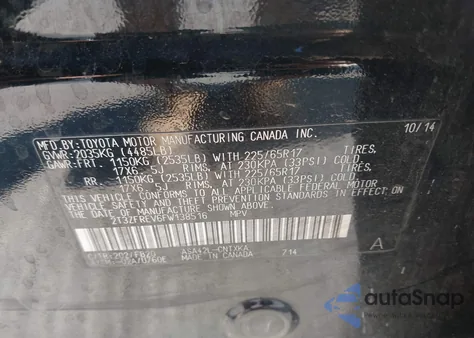 MFD.BY:TOYOTA MOTOR MANUFACTURING CANADA INC. 10/14
GVWR:2035KG (4485LB)
GAWR:FRT. 1150KG (2535LB) WITH 225/65R17 TIRES,
17X6.5J RIMS, AT 230KPA (33PSI) COLD.
RR. 1150KG (2535LB) WITH 225/65R17 TIRES,
17X6.5J RIMS, AT 230KPA (33PSI) COLD.
THIS VEHICLE CONFORMS TO ALL APPLICABLE FEDERAL MOTOR
VEHICLE SAFETY AND THEFT PREVENTION STANDARDS IN
EFFECT ON THE DATE OF MANUFACTURE SHOWN ABOVE.
MPV
ASA42L-CNTXKA
MADE IN CANADA 714
A
autoSnap